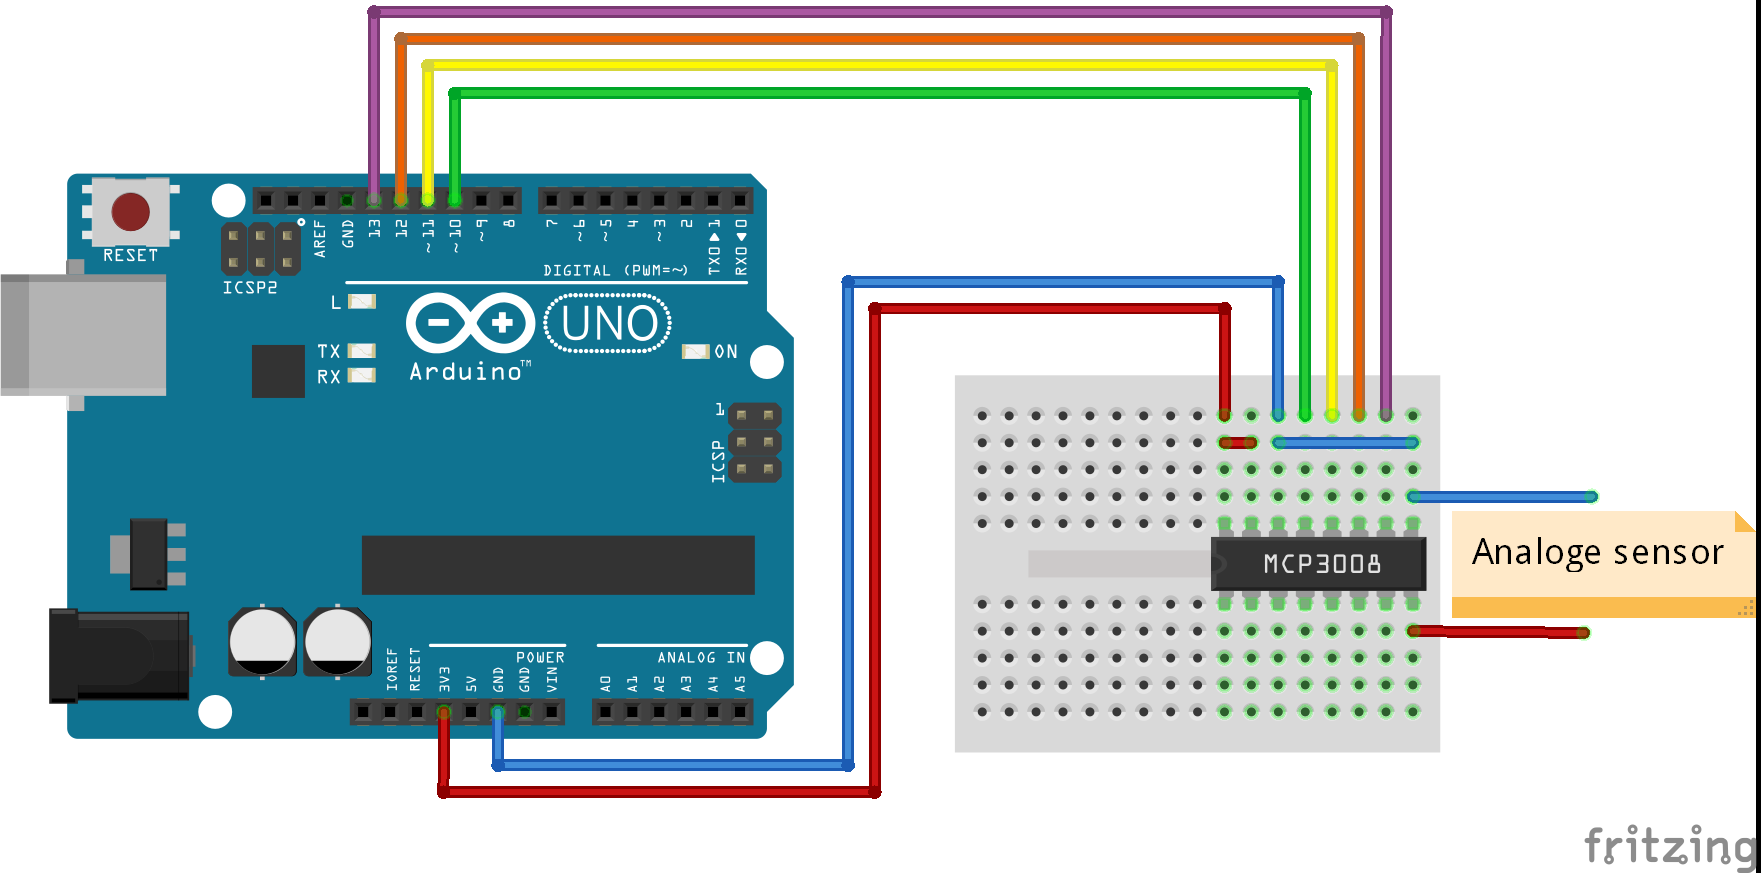 RESET
ICSP2
AREF
GND
13
12
~11
~10
~9
8
7
~6
~5
4
~3
2
TX0▶1
RX0◀0
DIGITAL (PWM=~)
L
TX
RX
UNO
Arduino™
ON
1
ICSP
MCP3008
Analoge sensor
IOREF
RESET
3V3
5V
GND
GND
VIN
POWER
ANALOG IN
A0
A1
A2
A3
A4
A5
fritzing